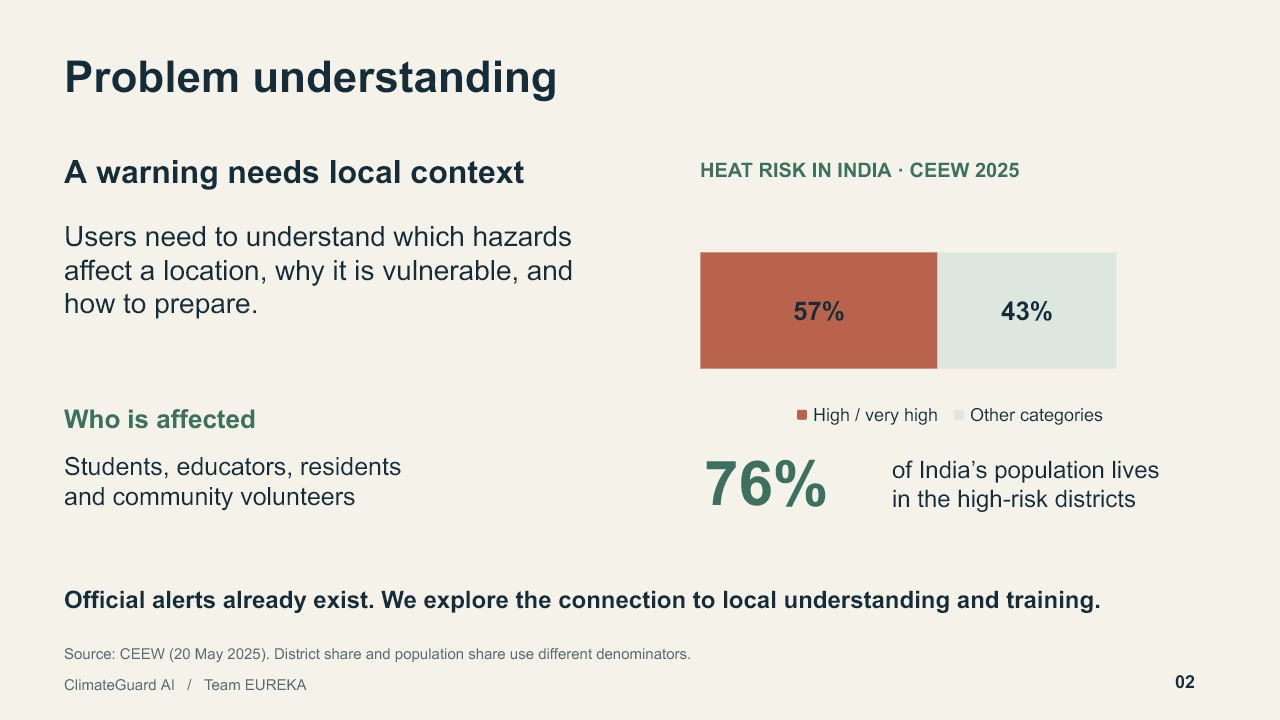 Problem understanding
A warning needs local context
Users need to understand which hazards
affect a location, why it is vulnerable, and
how to prepare.
Who is affected
Students, educators, residents
and community volunteers
HEAT RISK IN INDIA · CEEW 2025
57%
43%
High / very high
Other categories
76%
of India’s population lives
in the high-risk districts
Official alerts already exist. We explore the connection to local understanding and training.
Source: CEEW (20 May 2025). District share and population share use different denominators.
ClimateGuard AI / Team EUREKA
02